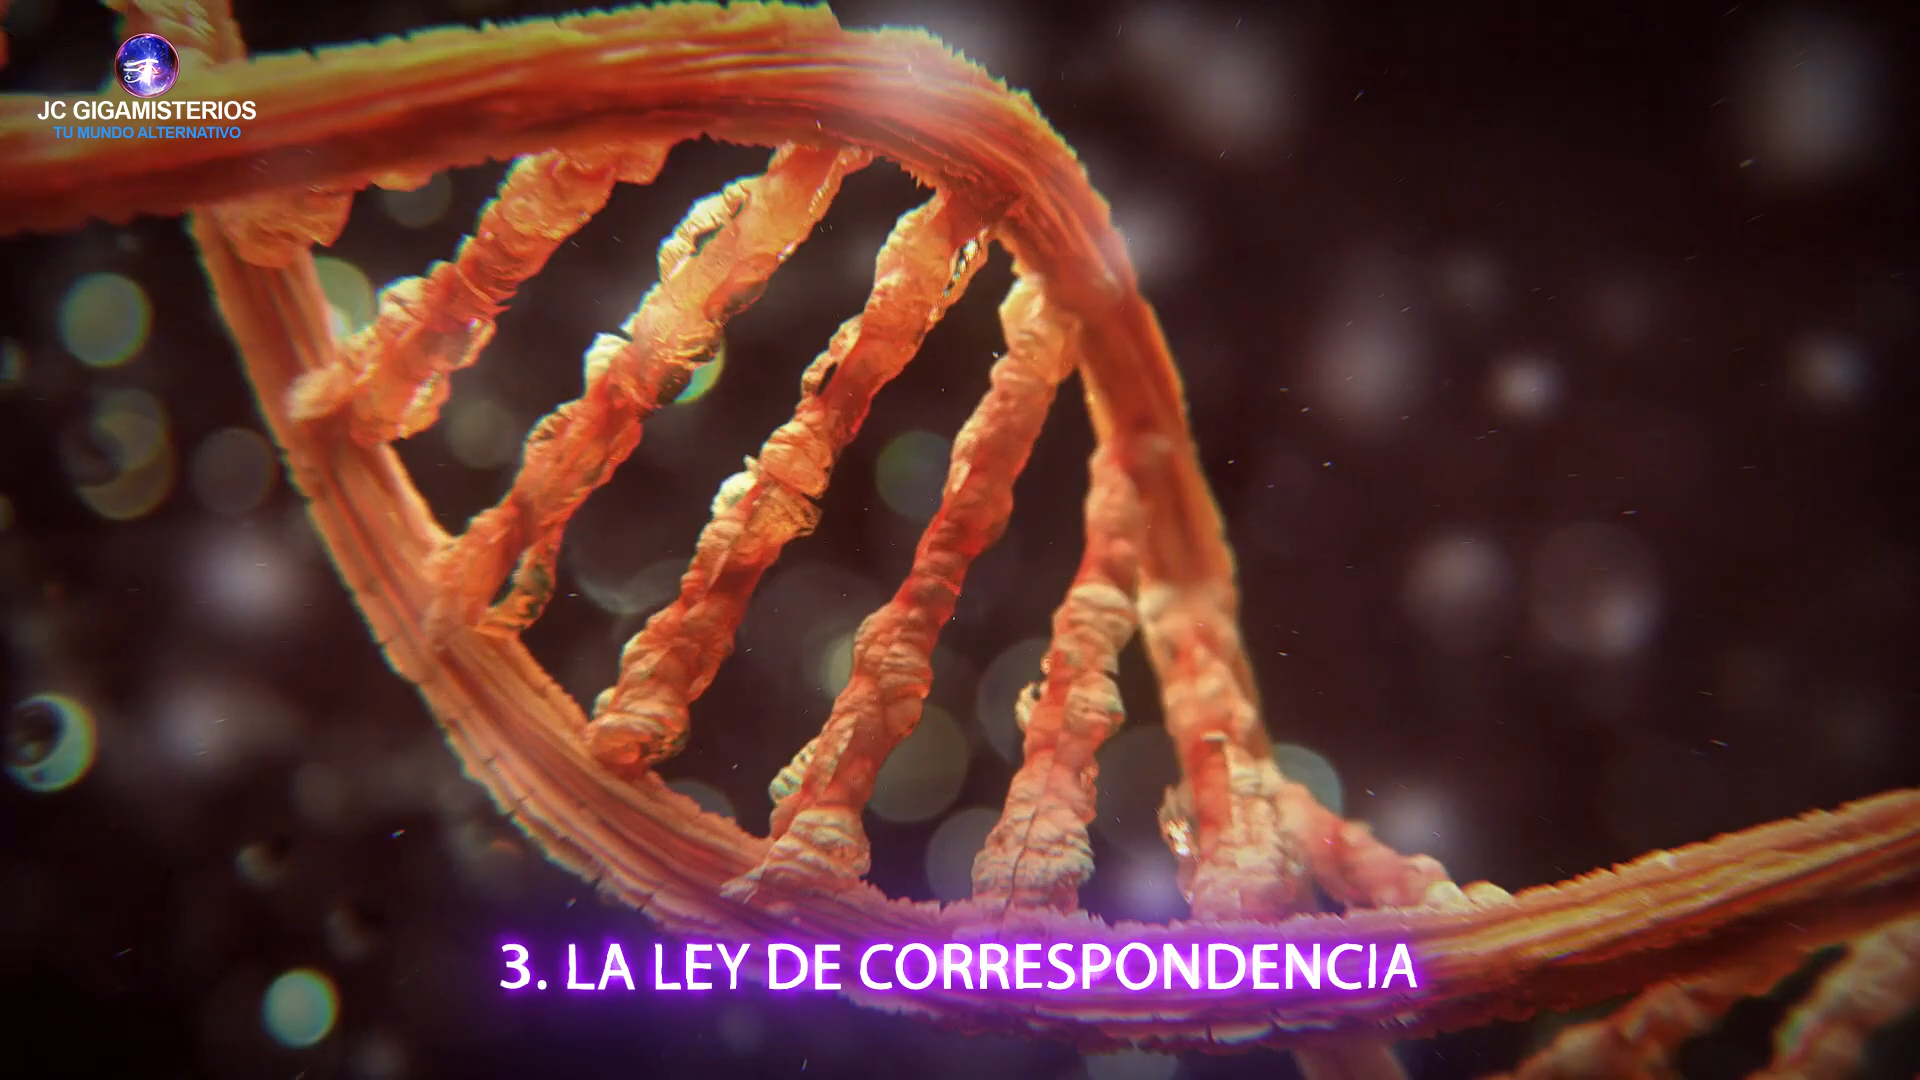 JC GIGAMISTERIOS
TU MUNDO ALTERNATIVO
3. LA LEY DE CORRESPONDENCIA